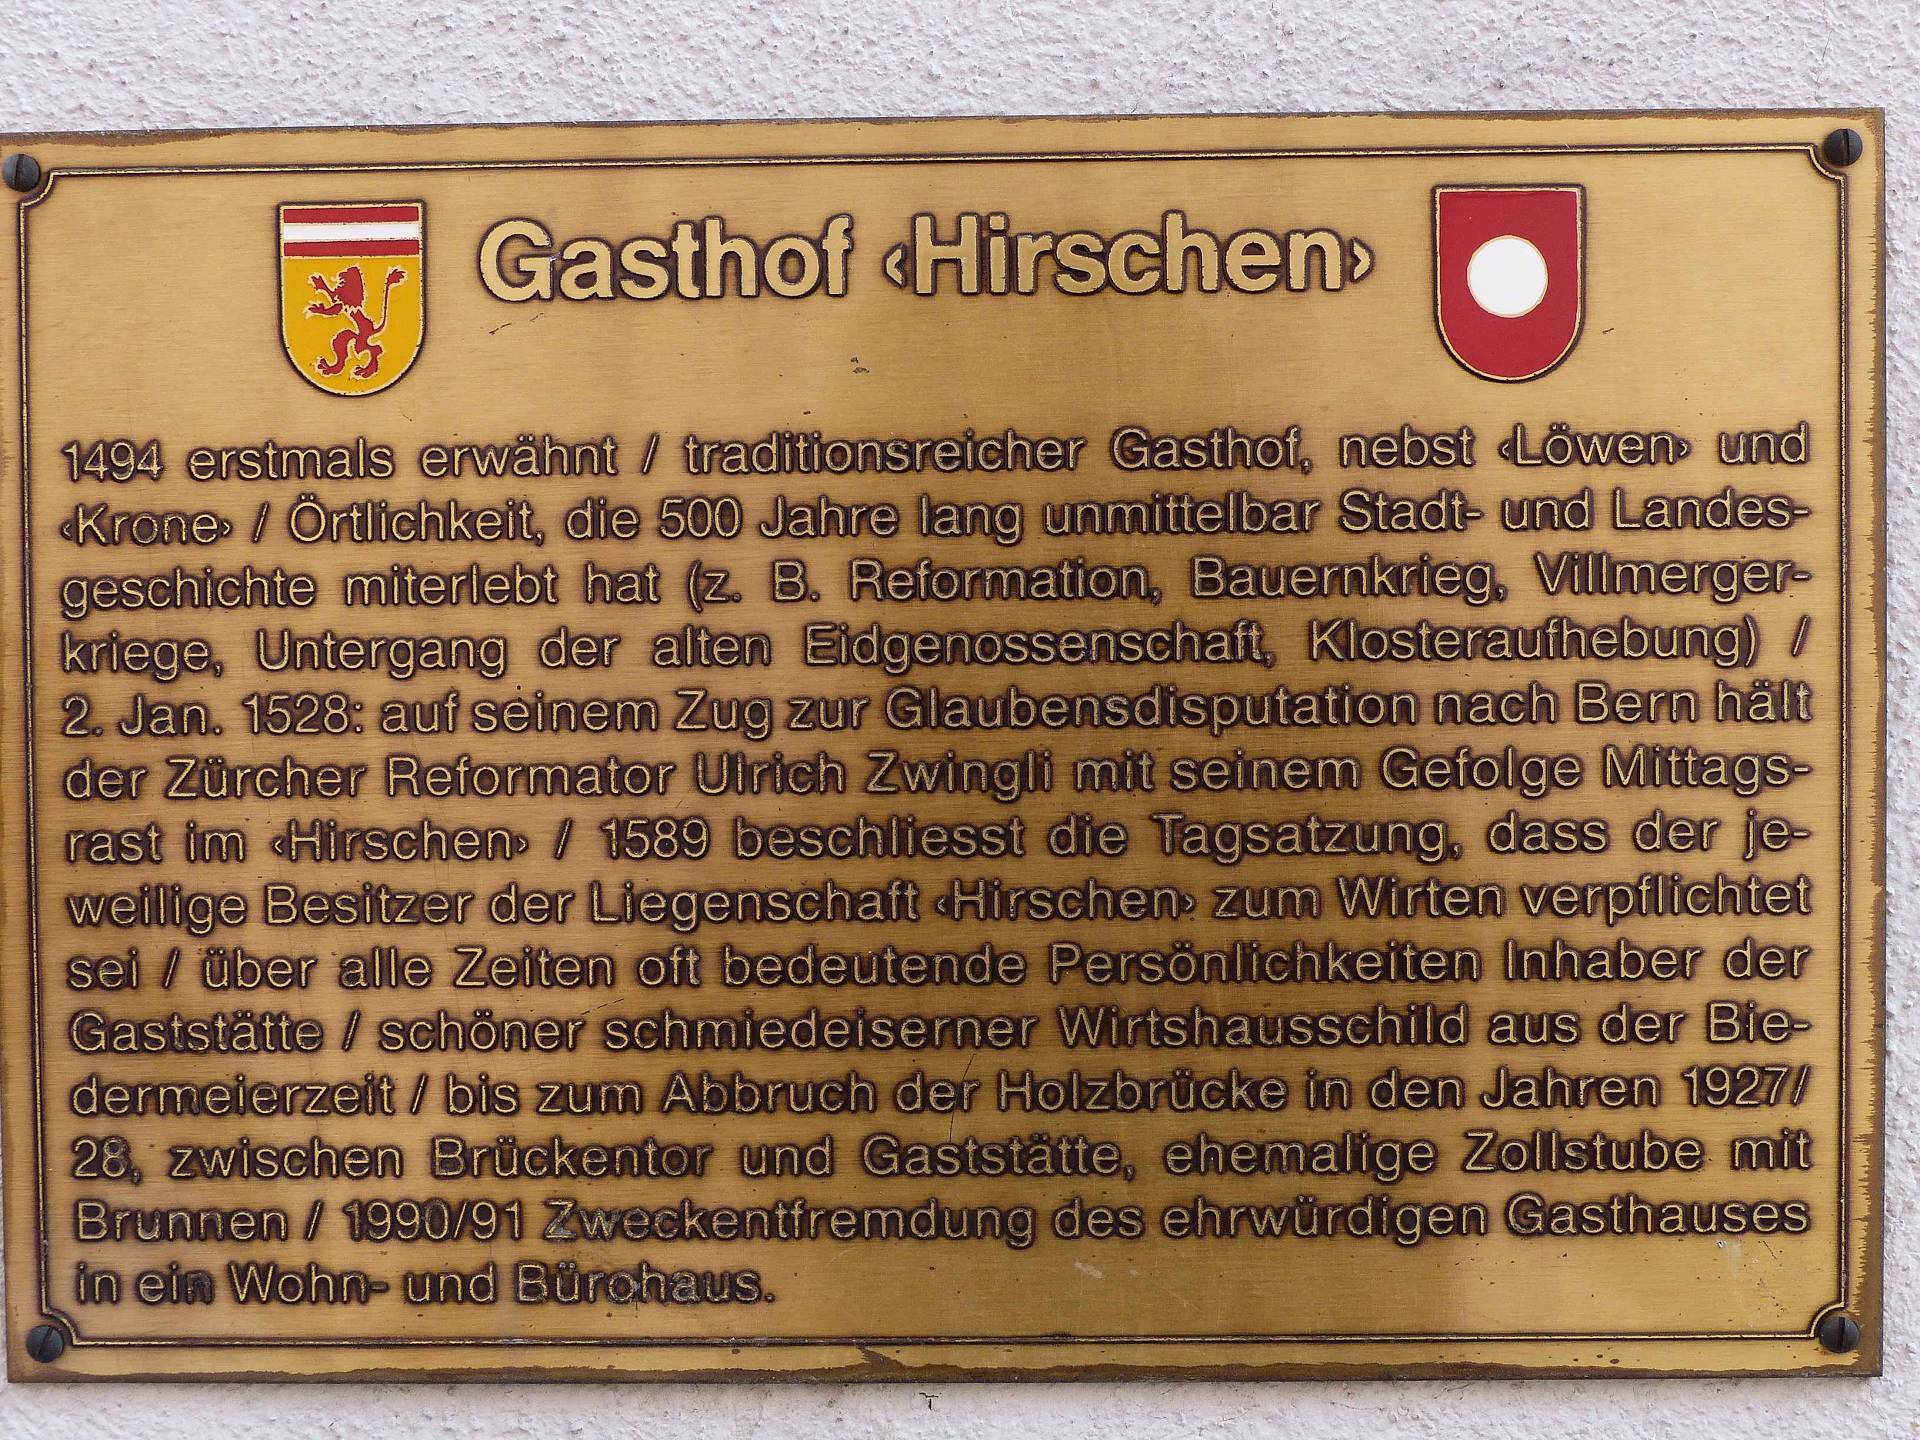 Gasthof ‹Hirschen›
1494 erstmals erwähnt / traditionsreicher Gasthof, nebst ‹Löwen› und
‹Krone› / Örtlichkeit, die 500 Jahre lang unmittelbar Stadt- und Landes-
geschichte miterlebt hat (z. B. Reformation, Bauernkrieg, Villmerger-
kriege, Untergang der alten Eidgenossenschaft, Klosteraufhebung) /
2. Jan. 1528: auf seinem Zug zur Glaubensdisputation nach Bern hält
der Zürcher Reformator Ulrich Zwingli mit seinem Gefolge Mittags-
rast im ‹Hirschen› / 1589 beschliesst die Tagsatzung, dass der je-
weilige Besitzer der Liegenschaft ‹Hirschen› zum Wirten verpflichtet
sei / über alle Zeiten oft bedeutende Persönlichkeiten Inhaber der
Gaststätte / schöner schmiedeiserner Wirtshausschild aus der Bie-
dermeierzeit / bis zum Abbruch der Holzbrücke in den Jahren 1927/
28, zwischen Brückentor und Gaststätte, ehemalige Zollstube mit
Brunnen / 1990/91 Zweckentfremdung des ehrwürdigen Gasthauses
in ein Wohn- und Bürohaus.